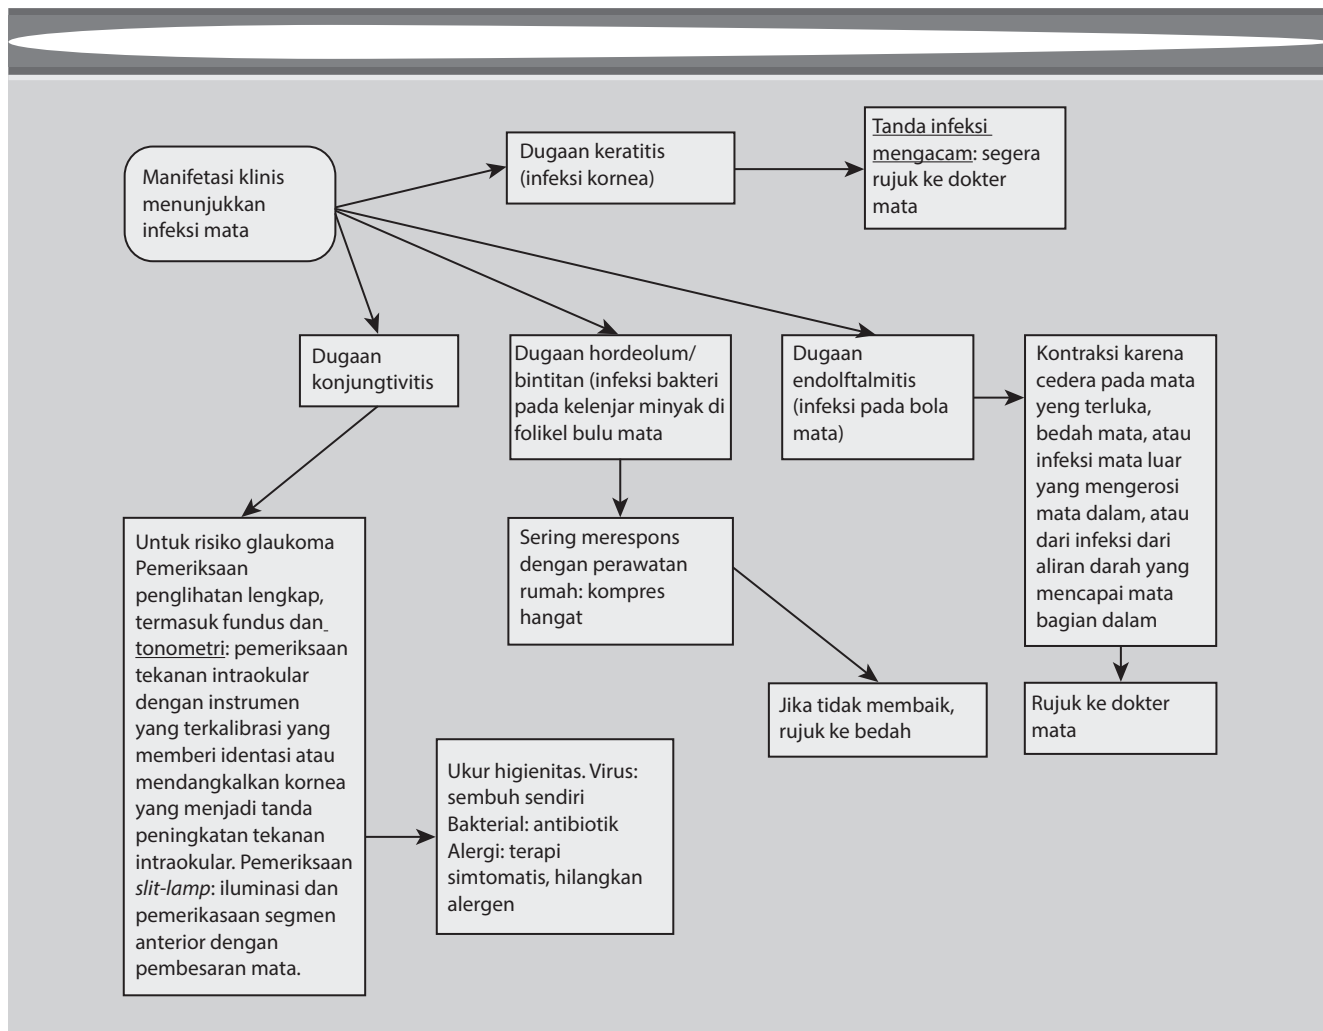 Manifetasi klinis
menunjukkan
infeksi mata
Dugaan keratitis
(infeksi kornea)
Tanda infeksi
mengacam: segera
rujuk ke dokter
mata
Dugaan
konjungtivitis
Dugaan hordeolum/
bintitan (infeksi bakteri
pada kelenjar minyak di
folikel bulu mata
Dugaan
endolftalmitis
(infeksi pada bola
mata)
Kontraksi karena
cedera pada mata
yeng terluka,
bedah mata, atau
infeksi mata luar
yang mengerosi
mata dalam, atau
dari infeksi dari
aliran darah yang
mencapai mata
bagian dalam
Untuk risiko glaukoma
Pemeriksaan
penglihatan lengkap,
termasuk fundus dan
tonometri: pemeriksaan
tekanan intraokular
dengan instrumen
yang terkalibrasi yang
memberi identasi atau
mendangkalkan kornea
yang menjadi tanda
peningkatan tekanan
intraokular. Pemeriksaan
slit-lamp: iluminasi dan
pemerikasaan segmen
anterior dengan
pembesaran mata.
Sering merespons
dengan perawatan
rumah: kompres
hangat
Jika tidak membaik,
rujuk ke bedah
Rujuk ke dokter
mata
Ukur higienitas. Virus:
sembuh sendiri
Bakterial: antibiotik
Alergi: terapi
simtomatis, hilangkan
alergen